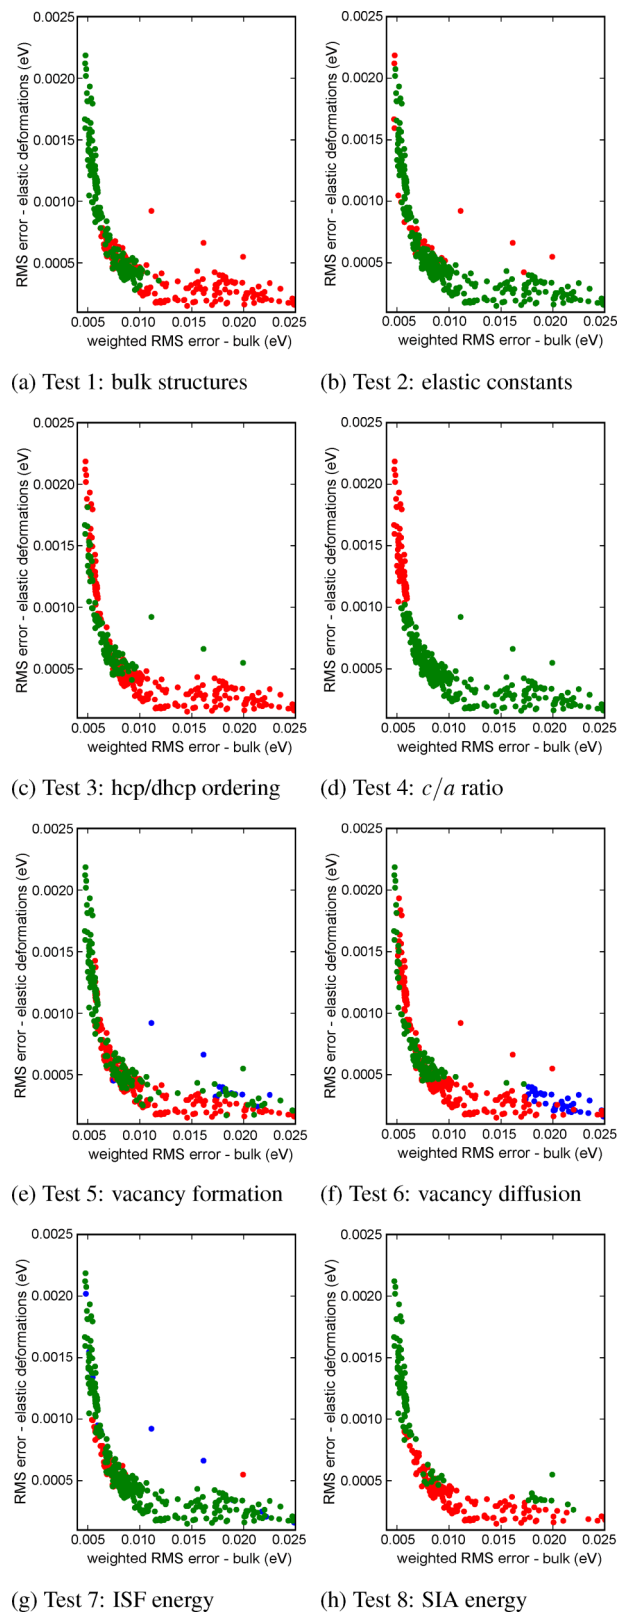 0.0025 0.0025
0.0020 0.0020
0.0015 0.0015
0.0010 0.0010
0.0005 0.0005
RMS error - elastic deformations (eV) RMS error - elastic deformations (eV)
0.005 0.010 0.015 0.020 0.025 0.005 0.010 0.015 0.020 0.025
weighted RMS error - bulk (eV) weighted RMS error - bulk (eV)
(a) Test 1: bulk structures (b) Test 2: elastic constants
0.0025 0.0025
0.0020 0.0020
0.0015 0.0015
0.0010 0.0010
0.0005 0.0005
RMS error - elastic deformations (eV) RMS error - elastic deformations (eV)
0.005 0.010 0.015 0.020 0.025 0.005 0.010 0.015 0.020 0.025
weighted RMS error - bulk (eV) weighted RMS error - bulk (eV)
(c) Test 3: hcp/dhcp ordering (d) Test 4: c/a ratio
0.0025 0.0025
0.0020 0.0020
0.0015 0.0015
0.0010 0.0010
0.0005 0.0005
RMS error - elastic deformations (eV) RMS error - elastic deformations (eV)
0.005 0.010 0.015 0.020 0.025 0.005 0.010 0.015 0.020 0.025
weighted RMS error - bulk (eV) weighted RMS error - bulk (eV)
(e) Test 5: vacancy formation (f) Test 6: vacancy diffusion
0.0025 0.0025
0.0020 0.0020
0.0015 0.0015
0.0010 0.0010
0.0005 0.0005
RMS error - elastic deformations (eV) RMS error - elastic deformations (eV)
0.005 0.010 0.015 0.020 0.025 0.005 0.010 0.015 0.020 0.025
weighted RMS error - bulk (eV) weighted RMS error - bulk (eV)
(g) Test 7: ISF energy (h) Test 8: SIA energy